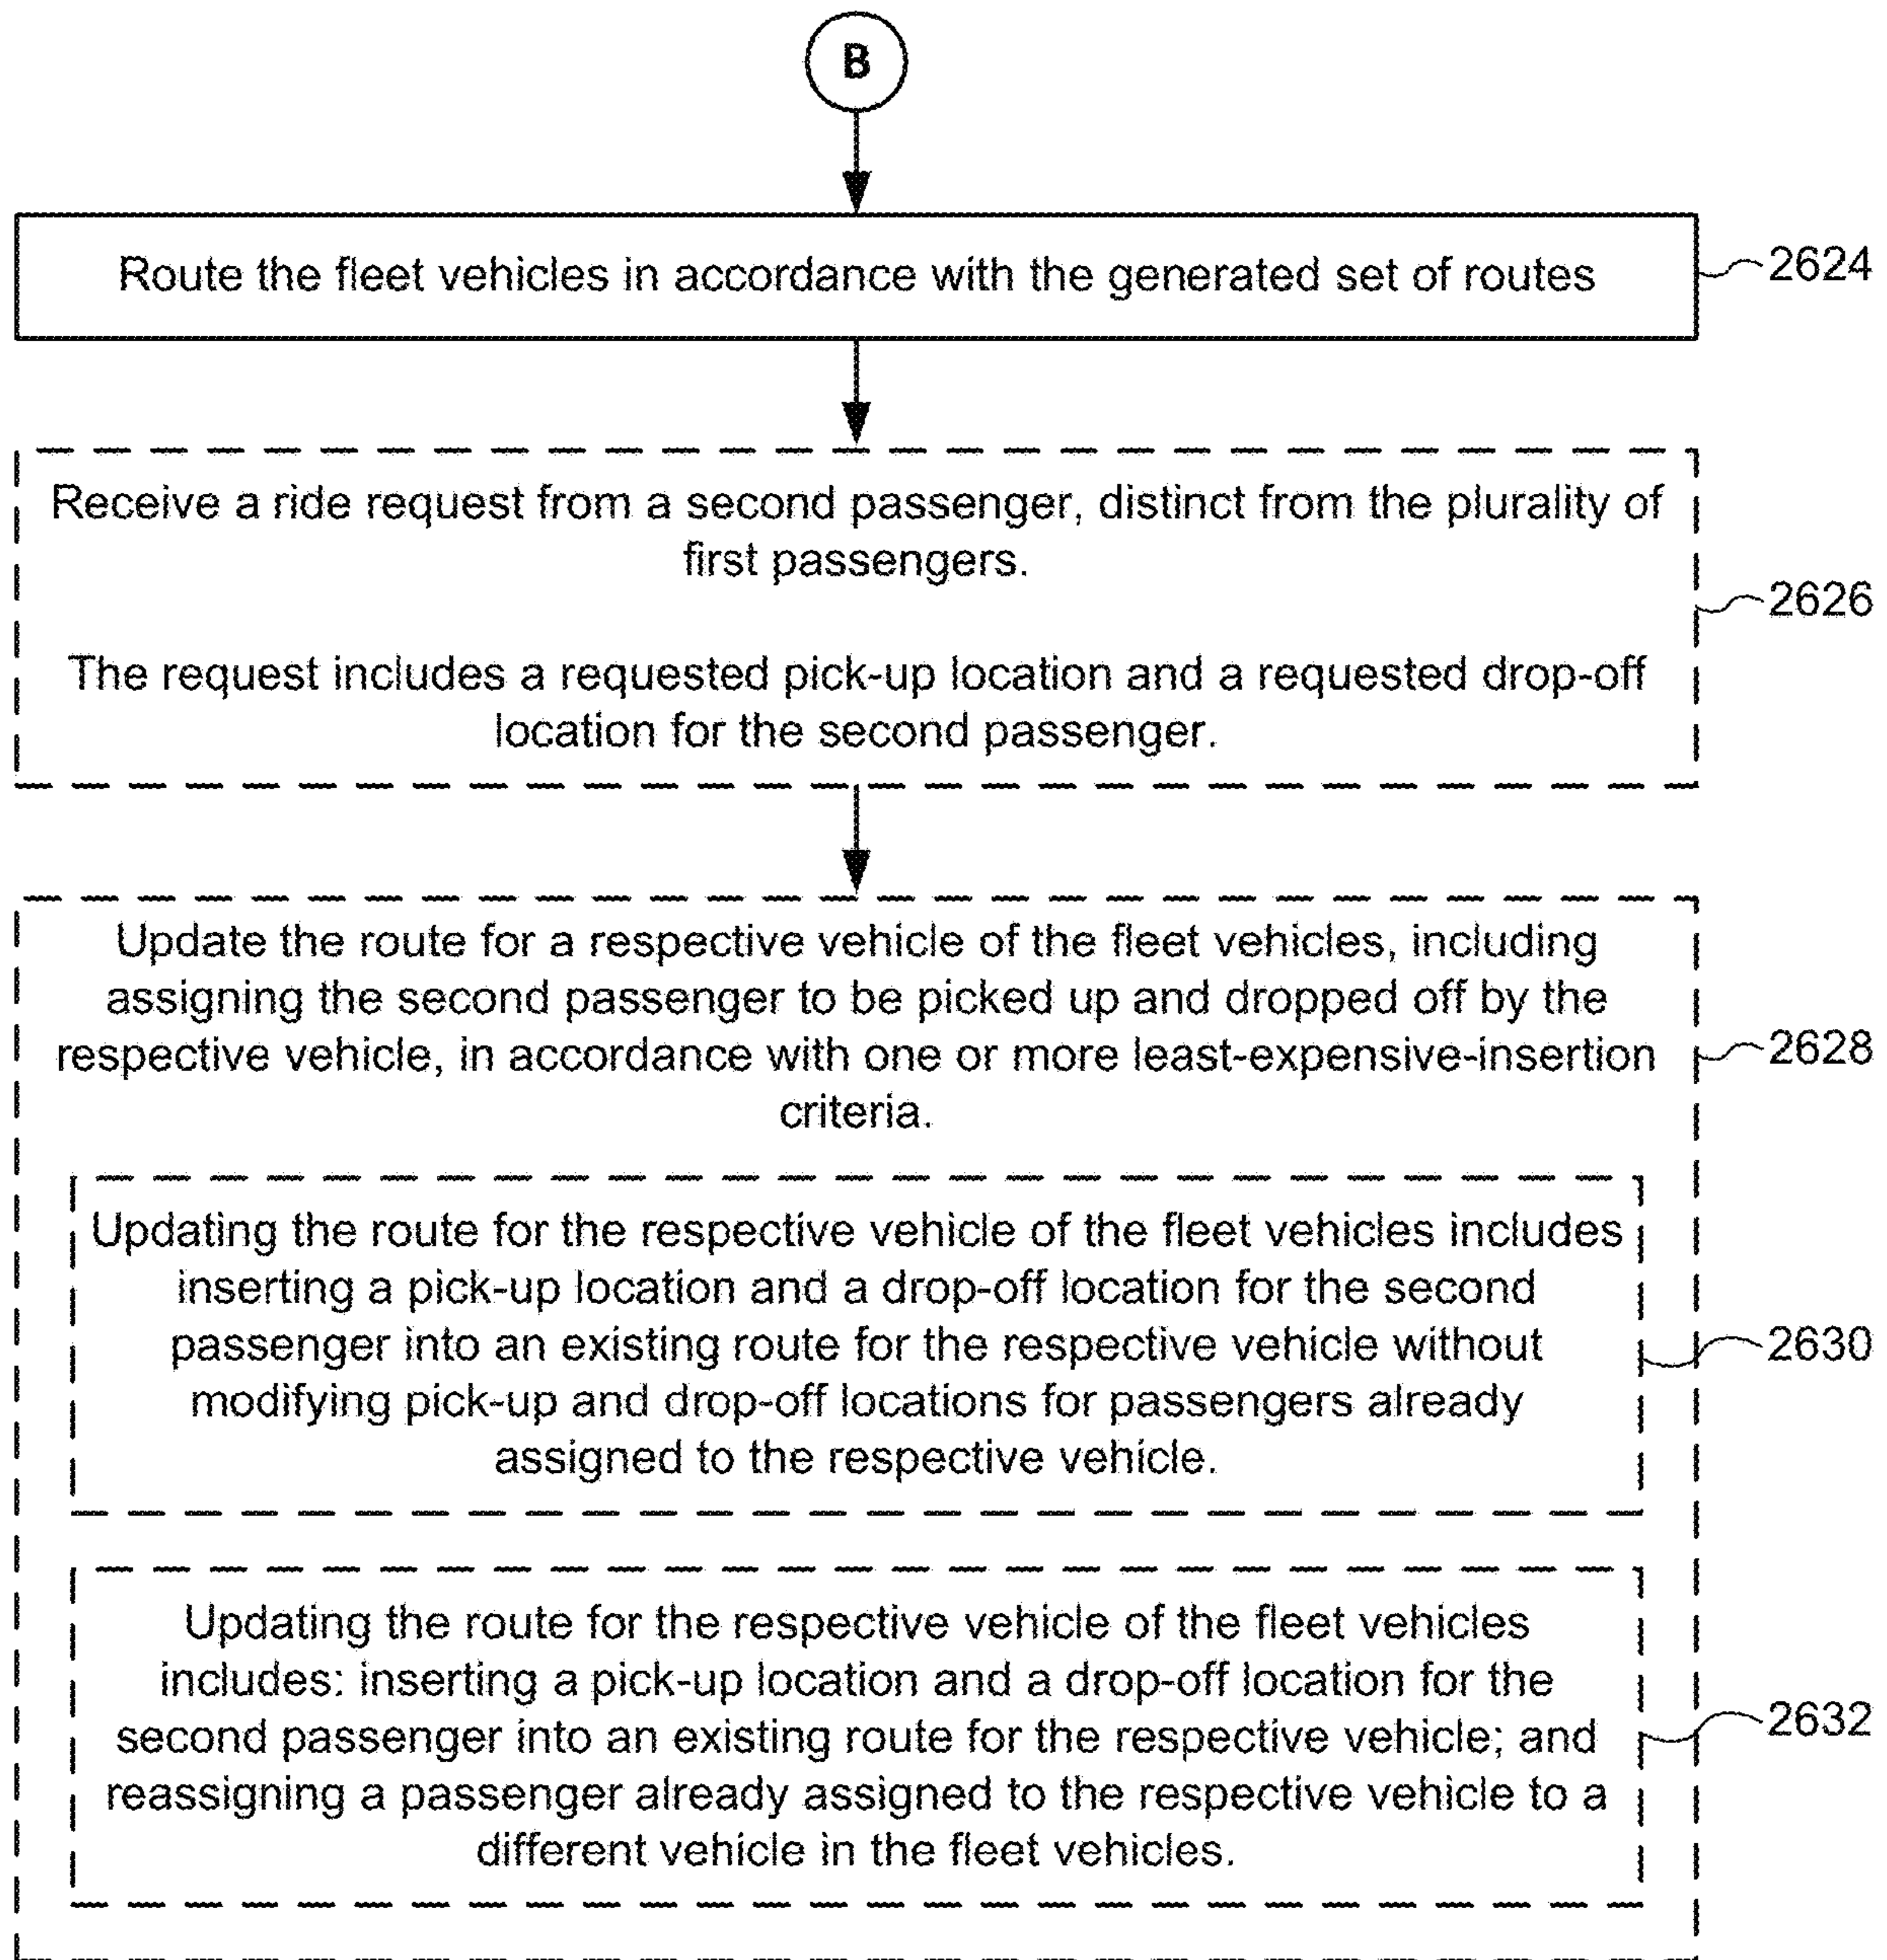 B
Route the fleet vehicles in accordance with the generated set of routes
2624
Receive a ride request from a second passenger, distinct from the plurality of
first passengers.
The request includes a requested pick-up location and a requested drop-off
location for the second passenger.
2626
Update the route for a respective vehicle of the fleet vehicles, including
assigning the second passenger to be picked up and dropped off by the
respective vehicle, in accordance with one or more least-expensive-insertion
criteria.
2628
Updating the route for the respective vehicle of the fleet vehicles includes
inserting a pick-up location and a drop-off location for the second
passenger into an existing route for the respective vehicle without
modifying pick-up and drop-off locations for passengers already
assigned to the respective vehicle.
2630
Updating the route for the respective vehicle of the fleet vehicles
includes: inserting a pick-up location and a drop-off location for the
second passenger into an existing route for the respective vehicle; and
reassigning a passenger already assigned to the respective vehicle to a
different vehicle in the fleet vehicles.
2632